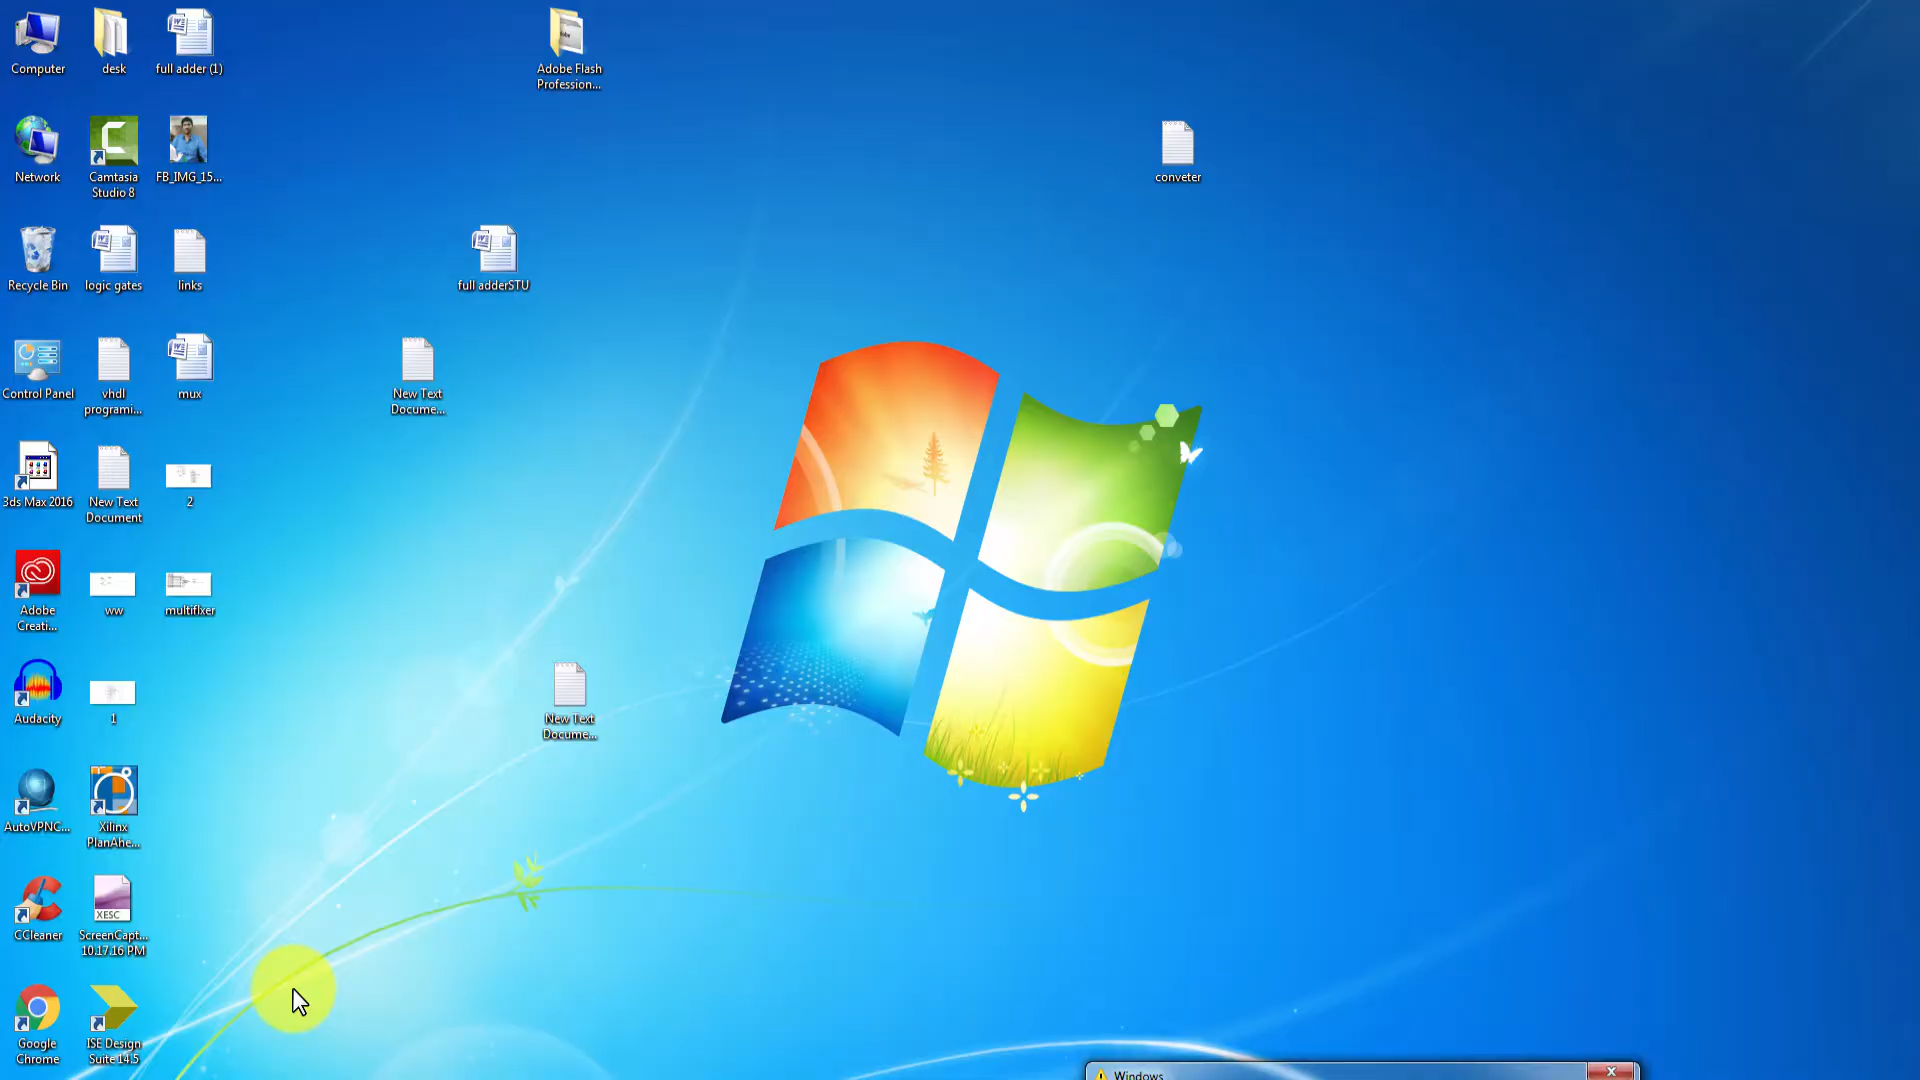 Computer
desk
full adder (1)
Adobe Flash
Profession...
Network
Camtasia
Studio 8
FB_IMG_15...
conveter
Recycle Bin
logic gates
links
full adderSTU
Control Panel
vhdl
programi...
mux
New Text
Docume...
3ds Max 2016
New Text
Document
2
Adobe
Creati...
ww
multiflxer
Audacity
1
New Text
Docume...
AutoVPNC...
Xilinx
PlanAhe...
CCleaner
XESC
ScreenCapt...
10.17.16 PM
Google
Chrome
ISE Design
Suite 14.5
Windows